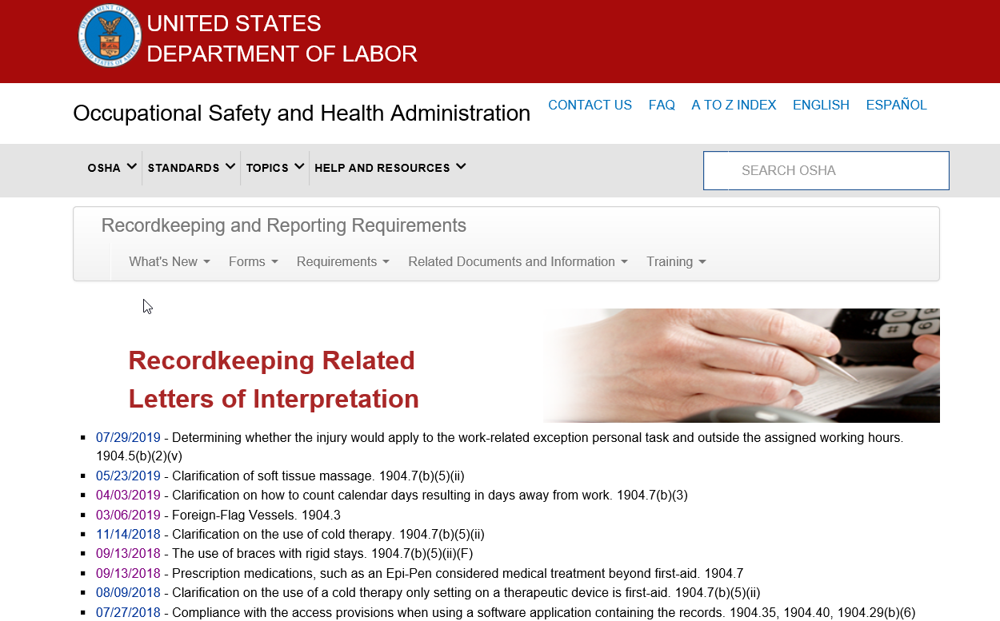 UNITED STATES
DEPARTMENT OF LABOR
Occupational Safety and Health Administration
CONTACT US FAQ A TO Z INDEX ENGLISH ESPAÑOL
OSHA STANDARDS TOPICS HELP AND RESOURCES
SEARCH OSHA
Recordkeeping and Reporting Requirements
What's New Forms Requirements Related Documents and Information Training
Recordkeeping Related
Letters of Interpretation
07/29/2019 - Determining whether the injury would apply to the work-related exception personal task and outside the assigned working hours.
1904.5(b)(2)(v)
05/23/2019 - Clarification of soft tissue massage. 1904.7(b)(5)(ii)
04/03/2019 - Clarification on how to count calendar days resulting in days away from work. 1904.7(b)(3)
03/06/2019 - Foreign-Flag Vessels. 1904.3
11/14/2018 - Clarification on the use of cold therapy. 1904.7(b)(5)(ii)
09/13/2018 - The use of braces with rigid stays. 1904.7(b)(5)(ii)(F)
09/13/2018 - Prescription medications, such as an Epi-Pen considered medical treatment beyond first-aid. 1904.7
08/09/2018 - Clarification on the use of a cold therapy only setting on a therapeutic device is first-aid. 1904.7(b)(5)(ii)
07/27/2018 - Compliance with the access provisions when using a software application containing the records. 1904.35, 1904.40, 1904.29(b)(6)